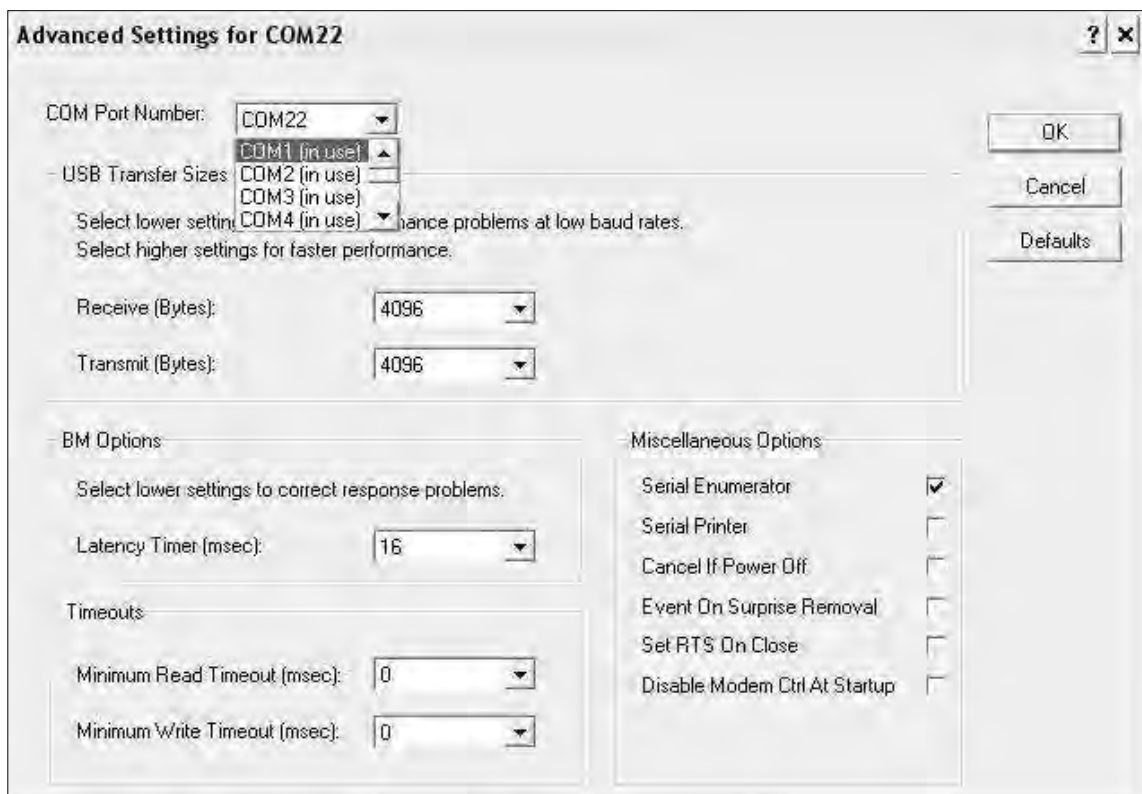 Advanced Settings for COM22
? ×
COM Port Number:
COM22
COM1 (in use)
COM2 (in use)
COM3 (in use)
COM4 (in use)
OK
Cancel
Defaults
USB Transfer Sizes
Select lower settin mance problems at low baud rates.
Select higher settings for faster performance.
Receive (Bytes): 4096
Transmit (Bytes): 4096
BM Options
Select lower settings to correct response problems.
Latency Timer (msec): 16
Timeouts
Minimum Read Timeout (msec): 0
Minimum Write Timeout (msec): 0
Miscellaneous Options
Serial Enumerator
Serial Printer
Cancel If Power Off
Event On Surprise Removal
Set RTS On Close
Disable Modem Ctrl At Startup